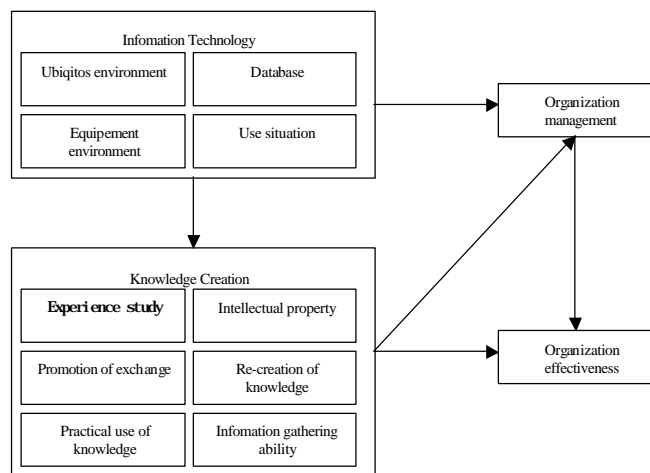 Infomation Technology
Ubiqitos environment
Database
Equipement
environment
Use situation
Organization
management
Knowledge Creation
Experience study
Intellectual property
Promotion of exchange
Re-creation of
knowledge
Organization
effectiveness
Practical use of
knowledge
Infomation gathering
ability